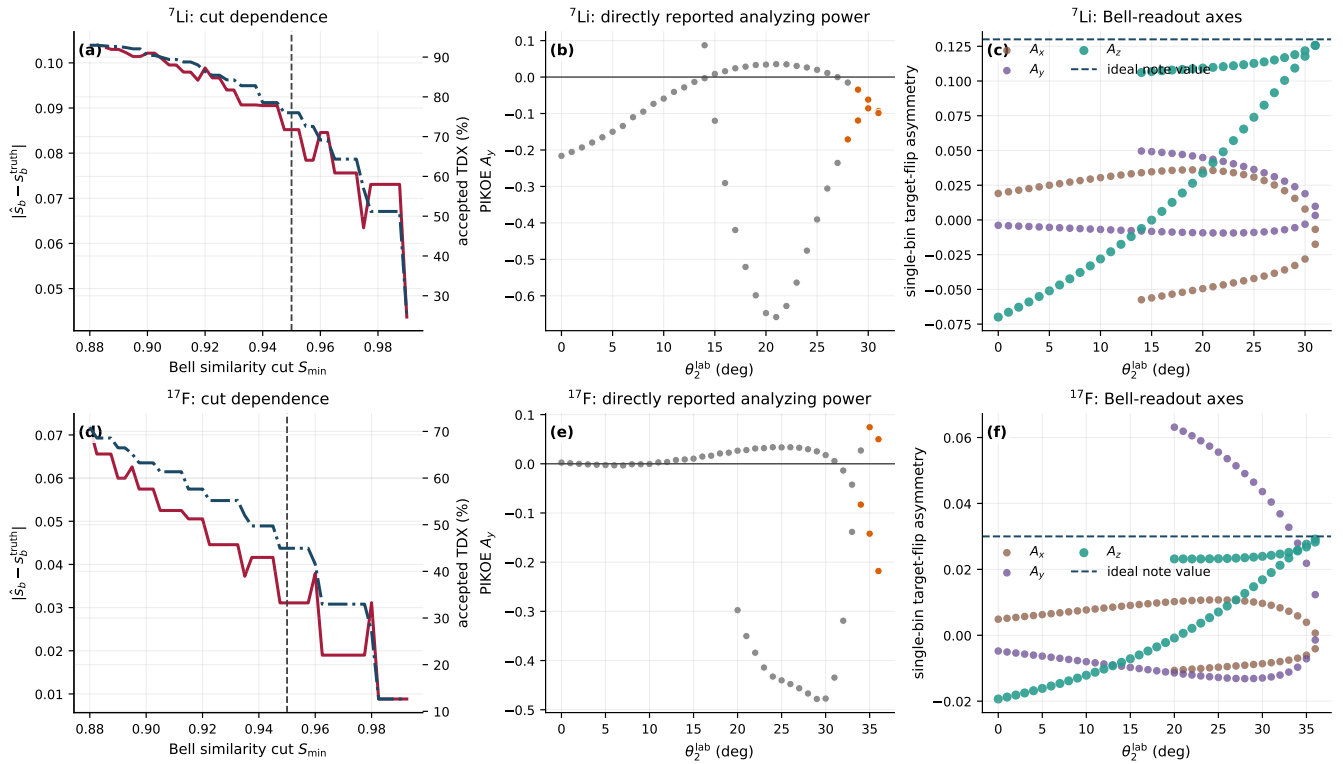 ⁷Li: cut dependence
(a)
|ŝ_b − s_b^truth|
0.10
0.09
0.08
0.07
0.06
0.05
90
80
70
60
50
40
30
accepted TDX (%)
0.88 0.90 0.92 0.94 0.96 0.98
Bell similarity cut S_min
⁷Li: directly reported analyzing power
(b)
PIKOE A_y
0.1
0.0
−0.1
−0.2
−0.3
−0.4
−0.5
−0.6
0 5 10 15 20 25 30
θ₂^lab (deg)
⁷Li: Bell-readout axes
(c)
single-bin target-flip asymmetry
0.125
0.100
0.075
0.050
0.025
0.000
−0.025
−0.050
−0.075
A_x
A_y
A_z
ideal note value
0 5 10 15 20 25 30
θ₂^lab (deg)
¹⁷F: cut dependence
(d)
|ŝ_b − s_b^truth|
0.07
0.06
0.05
0.04
0.03
0.02
0.01
70
60
50
40
30
20
10
accepted TDX (%)
0.88 0.90 0.92 0.94 0.96 0.98
Bell similarity cut S_min
¹⁷F: directly reported analyzing power
(e)
PIKOE A_y
0.1
0.0
−0.1
−0.2
−0.3
−0.4
−0.5
0 5 10 15 20 25 30 35
θ₂^lab (deg)
¹⁷F: Bell-readout axes
(f)
single-bin target-flip asymmetry
0.06
0.04
0.02
0.00
−0.02
A_x
A_y
A_z
ideal note value
0 5 10 15 20 25 30 35
θ₂^lab (deg)